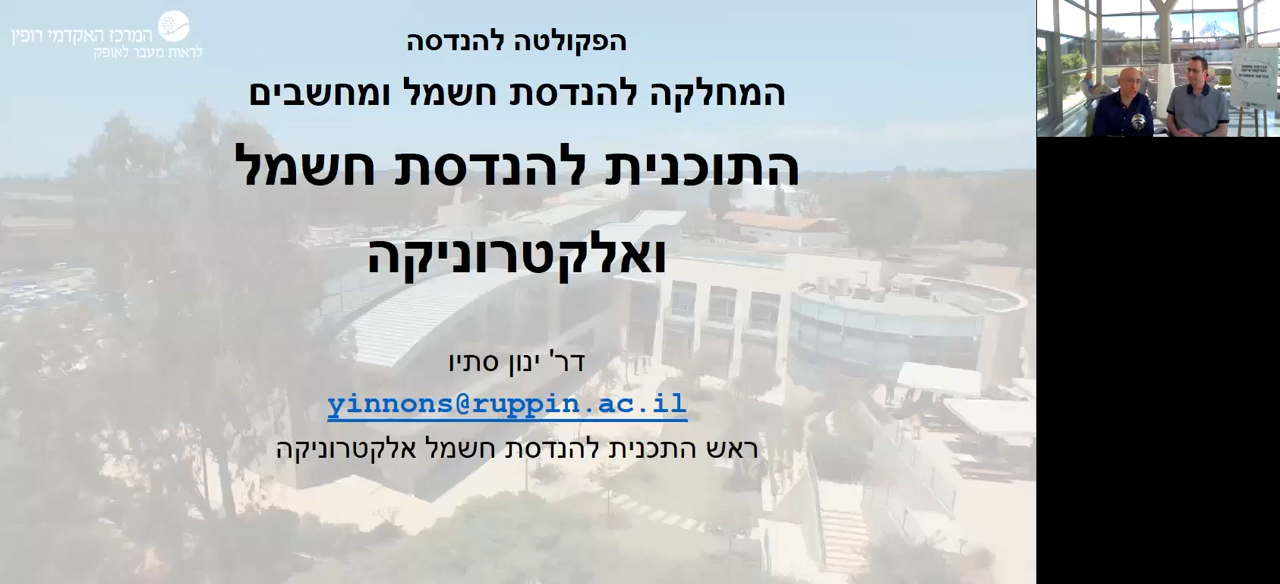 המרכז האקדמי רופין
לראות מעבר לאופק
הפקולטה להנדסה
המחלקה להנדסת חשמל ומחשבים
התוכנית להנדסת חשמל
ואלקטרוניקה
דר' ינון סתיו
yinnons@ruppin.ac.il
ראש התכנית להנדסת חשמל אלקטרוניקה